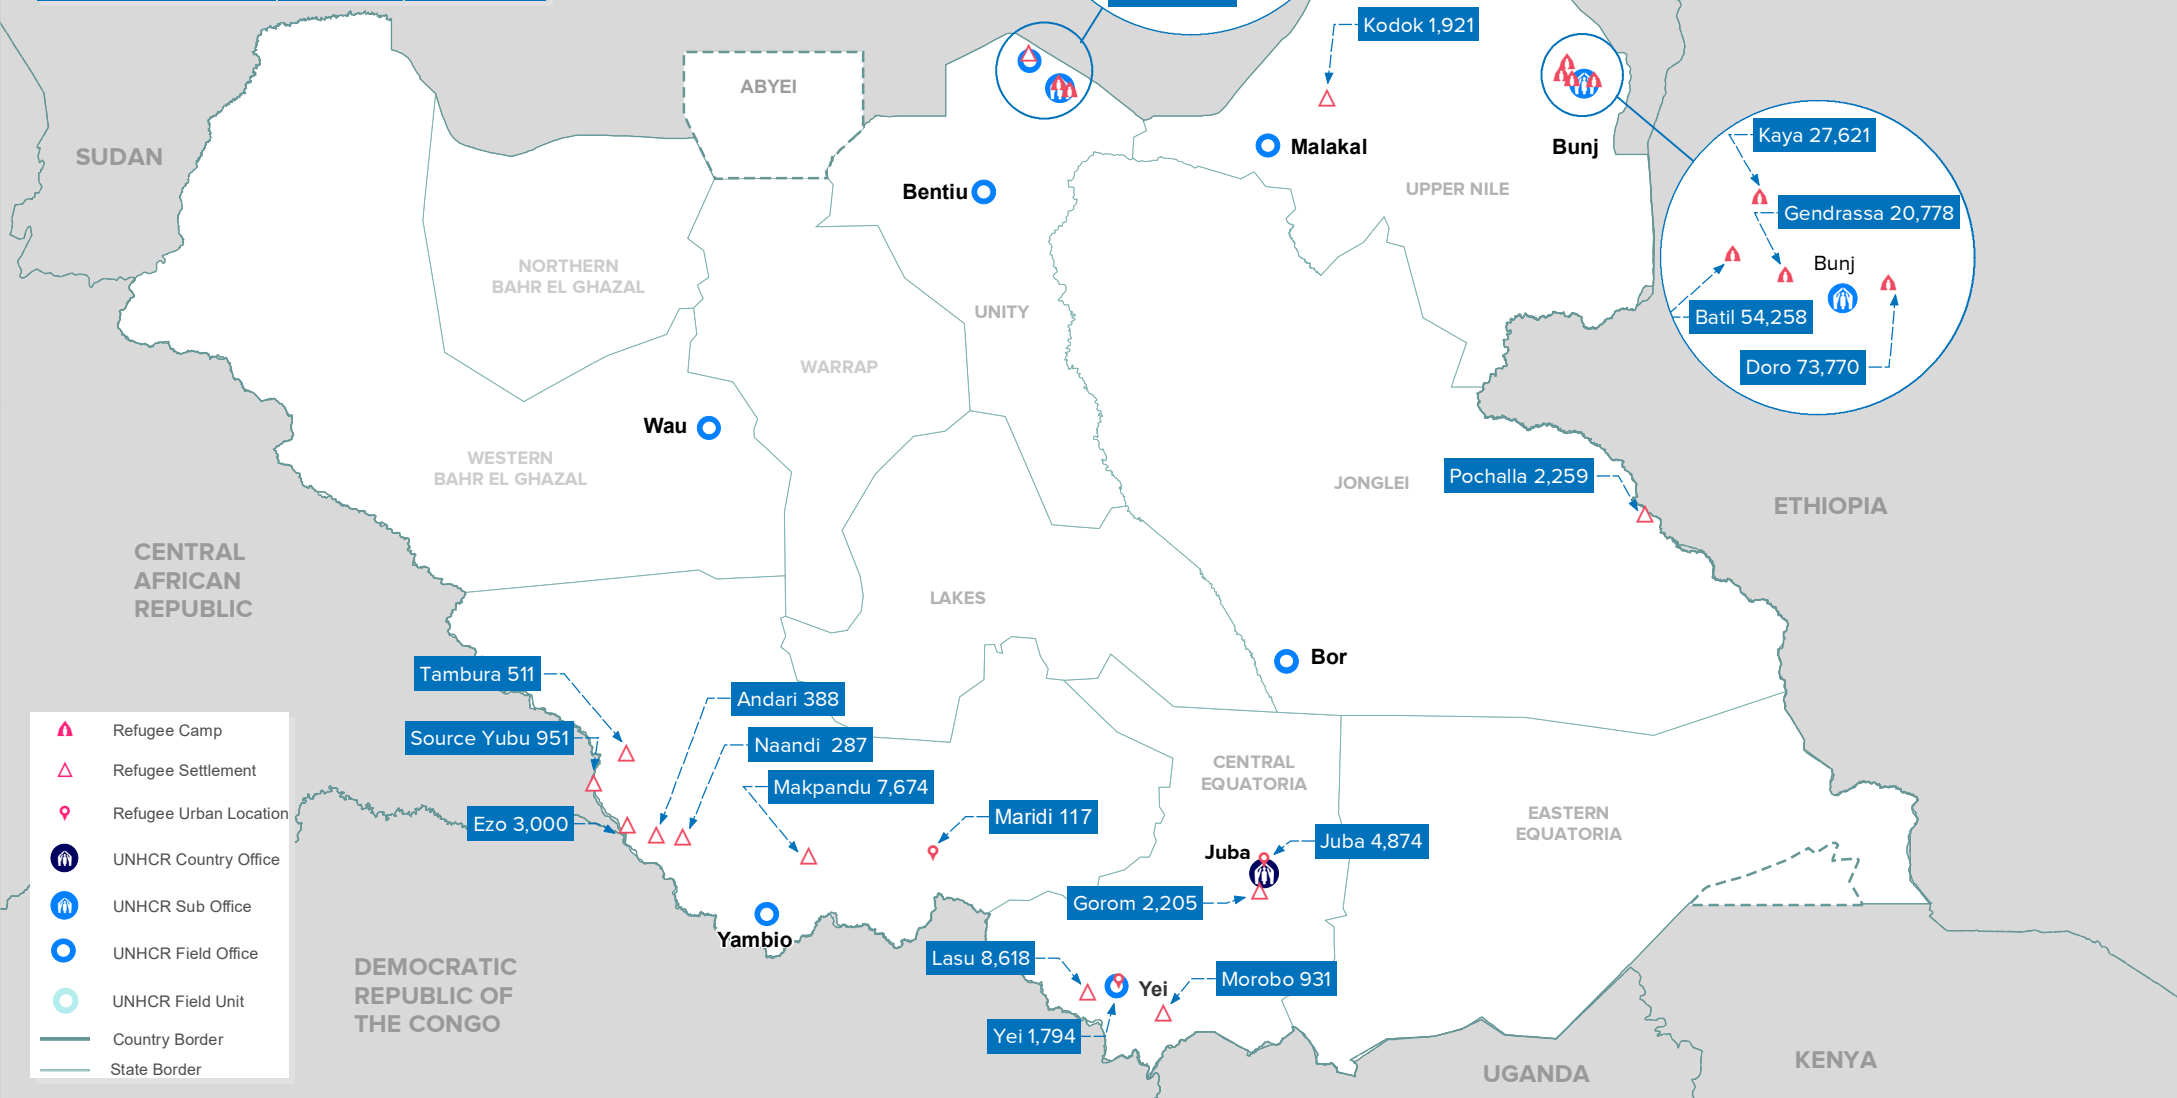 Kodok 1,921
ABYEI
SUDAN
Malakal
Bunj
Kaya 27,621
Bentiu
UPPER NILE
Gendrassa 20,778
Bunj
NORTHERN
BAHR EL GHAZAL
UNITY
Batil 54,258
WARRAP
Doro 73,770
Wau
WESTERN
BAHR EL GHAZAL
JONGLEI
Pochalla 2,259
ETHIOPIA
CENTRAL
AFRICAN
REPUBLIC
LAKES
Bor
Tambura 511
Andari 388
Source Yubu 951
Naandi 287
Makpandu 7,674
CENTRAL
EQUATORIA
Ezo 3,000
Maridi 117
EASTERN
EQUATORIA
Juba
Juba 4,874
Gorom 2,205
Yambio
Lasu 8,618
Yei
Morobo 931
Yei 1,794
DEMOCRATIC
REPUBLIC OF
THE CONGO
UGANDA
KENYA
Refugee Camp
Refugee Settlement
Refugee Urban Location
UNHCR Country Office
UNHCR Sub Office
UNHCR Field Office
UNHCR Field Unit
Country Border
State Border